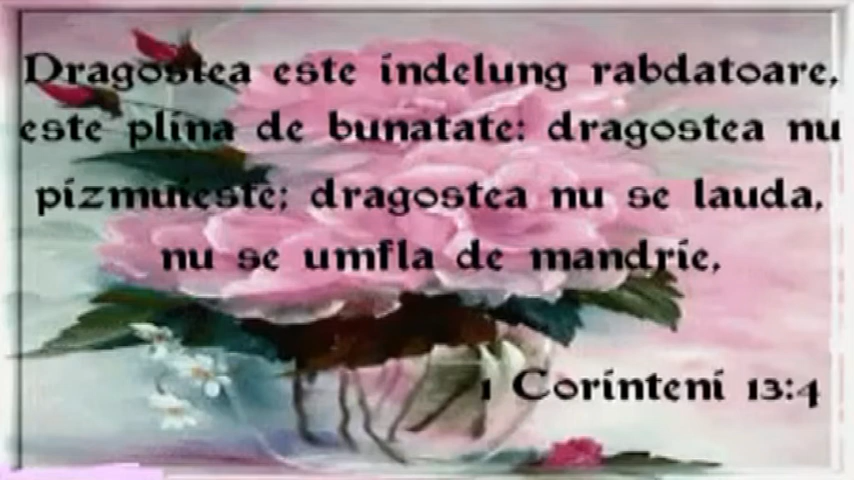 Dragostea este indelung rabdatoare,
este plina de bunatate: dragostea nu
pizmuieste; dragostea nu se lauda,
nu se umfla de mandrie,
1 Corinteni 13:4